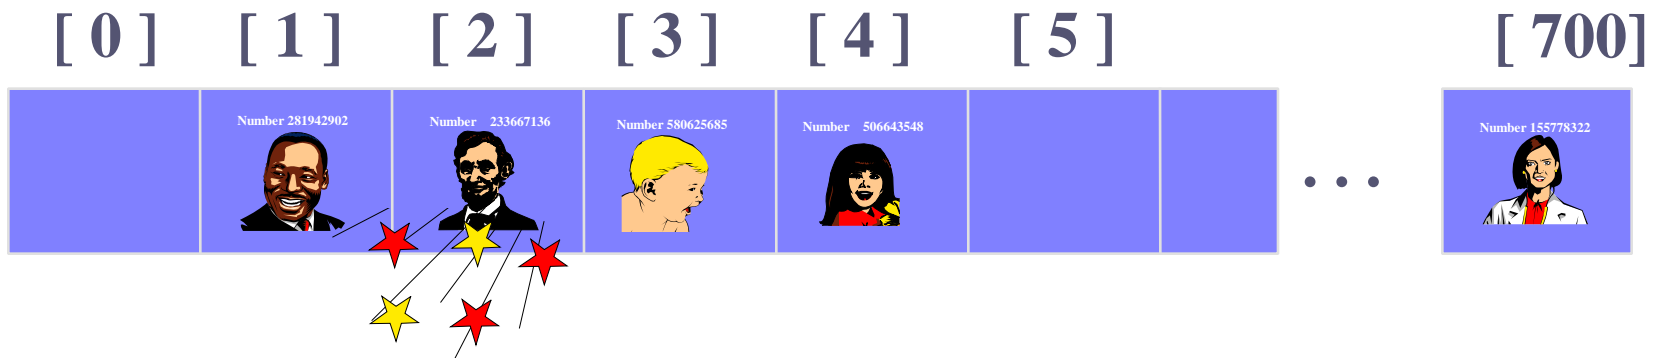 [ 0 ] [ 1 ] [ 2 ] [ 3 ] [ 4 ] [ 5 ] [ 700]
Number 281942902
Number 233667136
Number 580625685
Number 506643548
Number 155778322